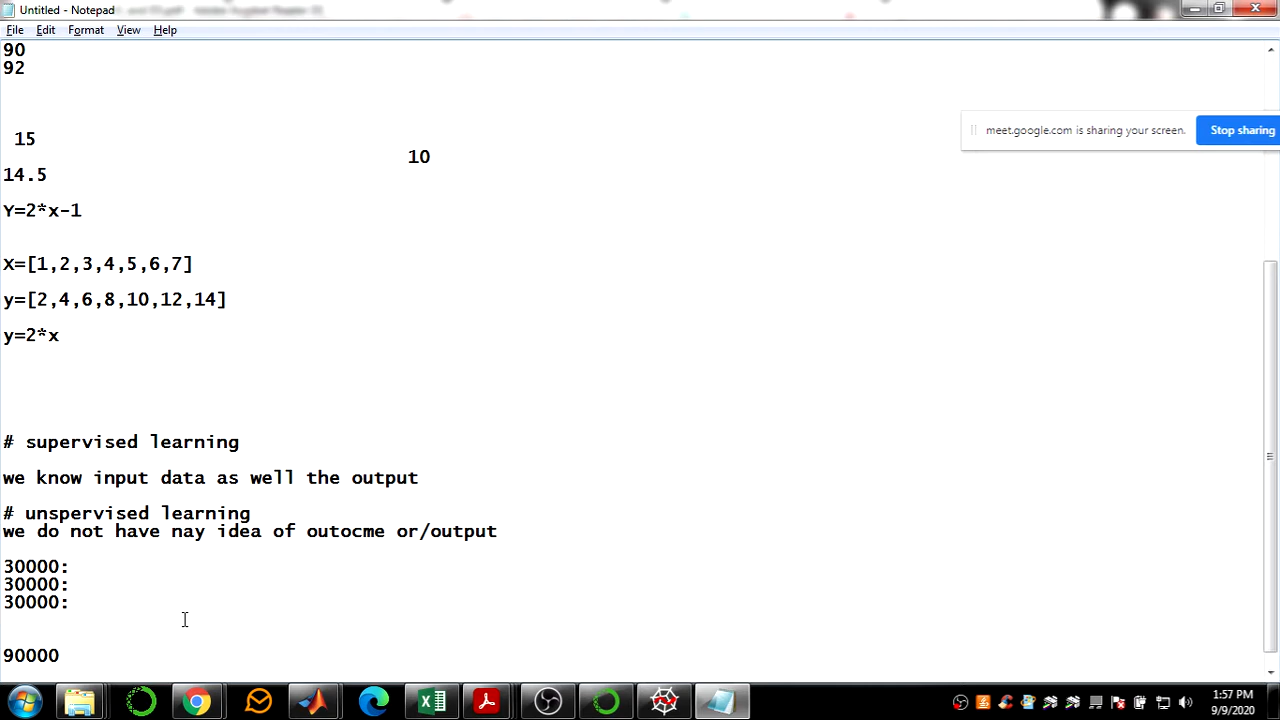 Untitled - Notepad
File Edit Format View Help
90
92
meet.google.com is sharing your screen. Stop sharing
15
10
14.5
Y=2*x-1
X=[1,2,3,4,5,6,7]
y=[2,4,6,8,10,12,14]
y=2*x
# supervised learning
we know input data as well the output
# unspervised learning
we do not have nay idea of outocme or/output
30000:
30000:
30000:
90000
1:57 PM
9/9/2020